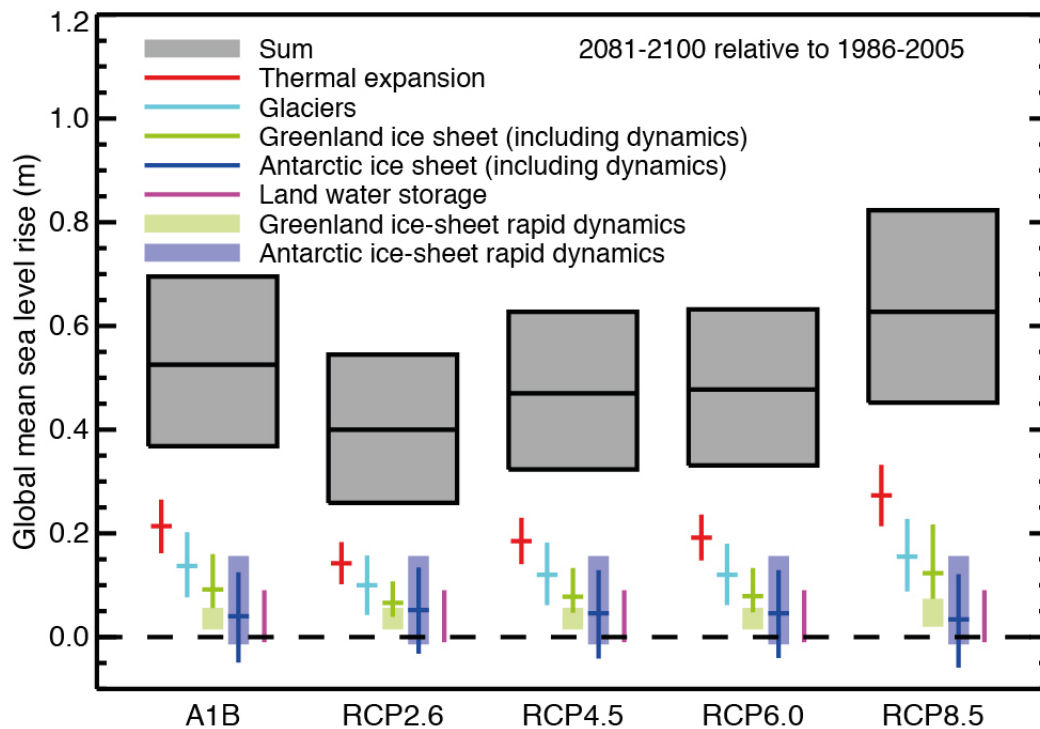 1.2
1.0
0.8
0.6
0.4
0.2
0.0
Global mean sea level rise (m)
2081-2100 relative to 1986-2005
Sum
Thermal expansion
Glaciers
Greenland ice sheet (including dynamics)
Antarctic ice sheet (including dynamics)
Land water storage
Greenland ice-sheet rapid dynamics
Antarctic ice-sheet rapid dynamics
A1B RCP2.6 RCP4.5 RCP6.0 RCP8.5